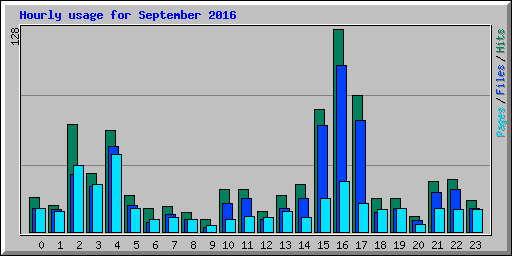 Hourly usage for September 2016
128
Pages/Files/Hits
0 1 2 3 4 5 6 7 8 9 10 11 12 13 14 15 16 17 18 19 20 21 22 23